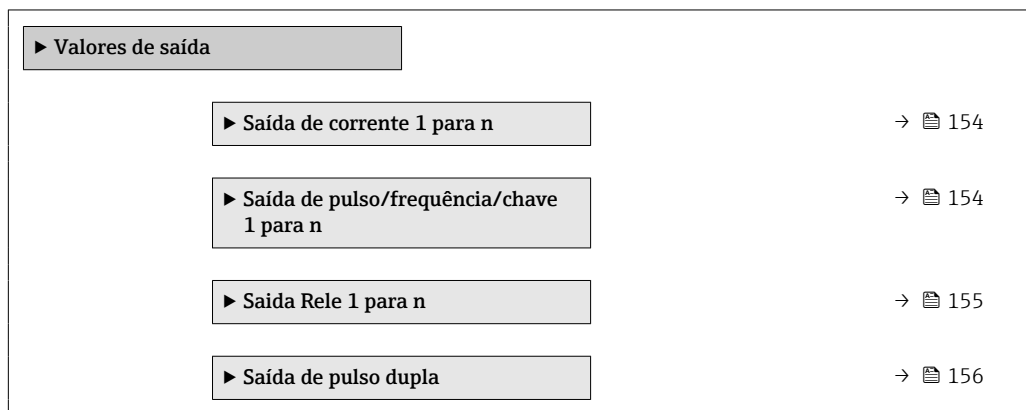 ► Valores de saída
► Saída de corrente 1 para n → 154
► Saída de pulso/frequência/chave → 154
1 para n
► Saida Rele 1 para n → 155
► Saída de pulso dupla → 156